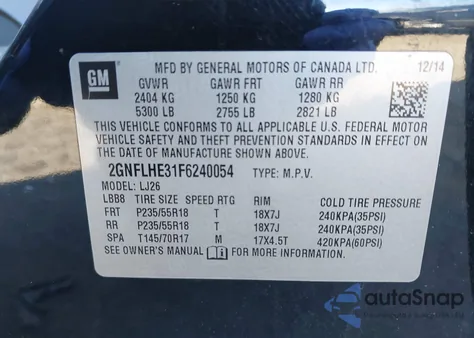 GM
MFD BY GENERAL MOTORS OF CANADA LTD. 12/14
GVWR GAWR FRT GAWR RR
2404 KG 1250 KG 1280 KG
5300 LB 2755 LB 2821 LB
THIS VEHICLE CONFORMS TO ALL APPLICABLE U.S. FEDERAL MOTOR
VEHICLE SAFETY AND THEFT PREVENTION STANDARDS IN EFFECT ON
THE DATE OF MANUFACTURE SHOWN ABOVE.
2GNFLHE31F6240054 TYPE: M.P.V.
MODEL: LJ26
LBB8 TIRE SIZE SPEED RTG RIM COLD TIRE PRESSURE
FRT P235/55R18 T 18X7J 240KPA(35PSI)
RR P235/55R18 T 18X7J 240KPA(35PSI)
SPA T145/70R17 M 17X4.5T 420KPA(60PSI)
SEE OWNER'S MANUAL FOR MORE INFORMATION.
autoSnap